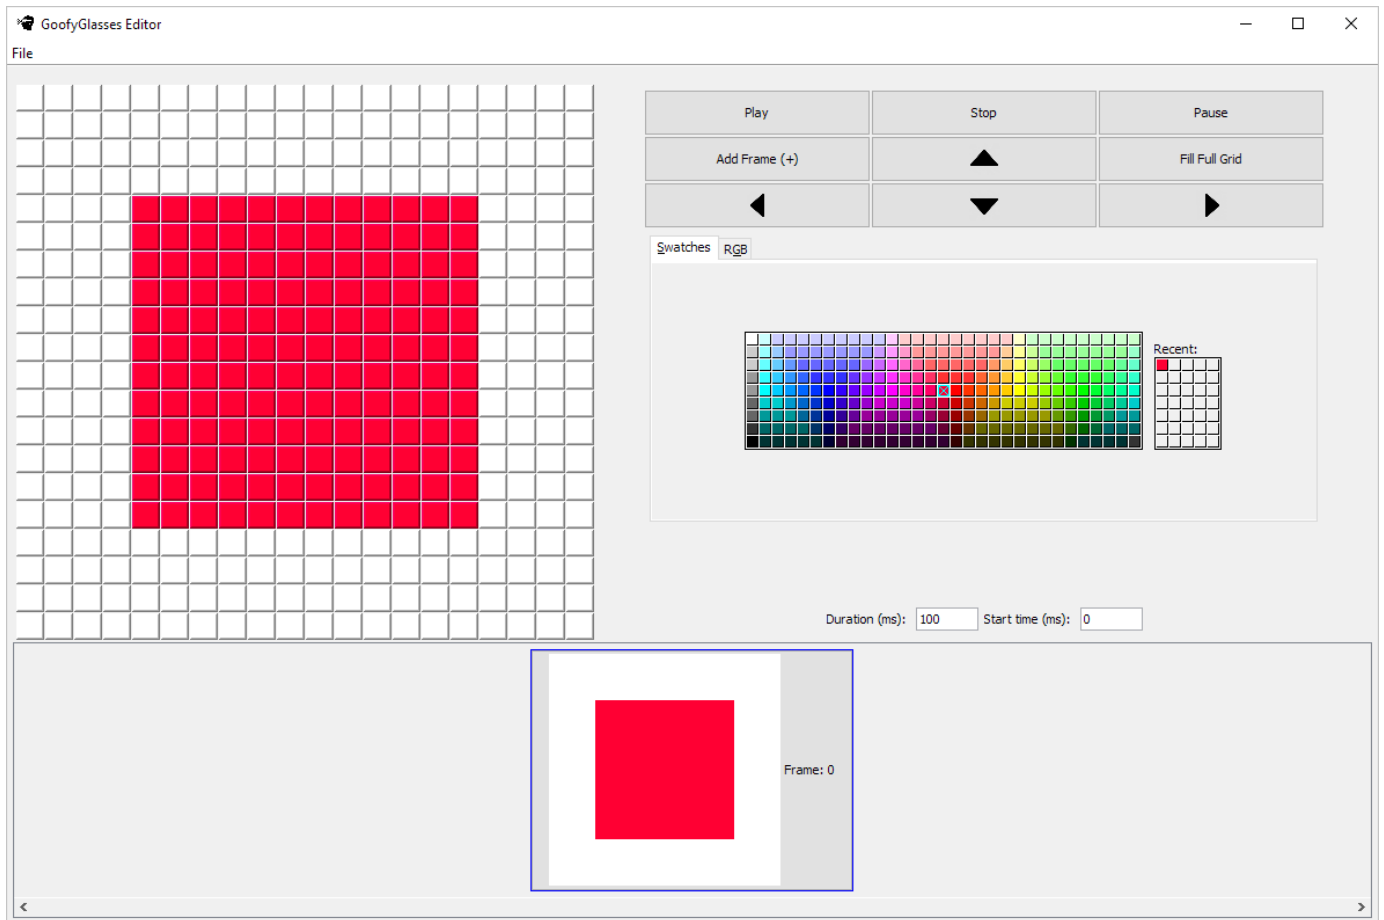 GoofyGlasses Editor
File
Play
Stop
Pause
Add Frame (+)
Fill Full Grid
Swatches
RGB
Recent:
Duration (ms): 100 Start time (ms): 0
Frame: 0